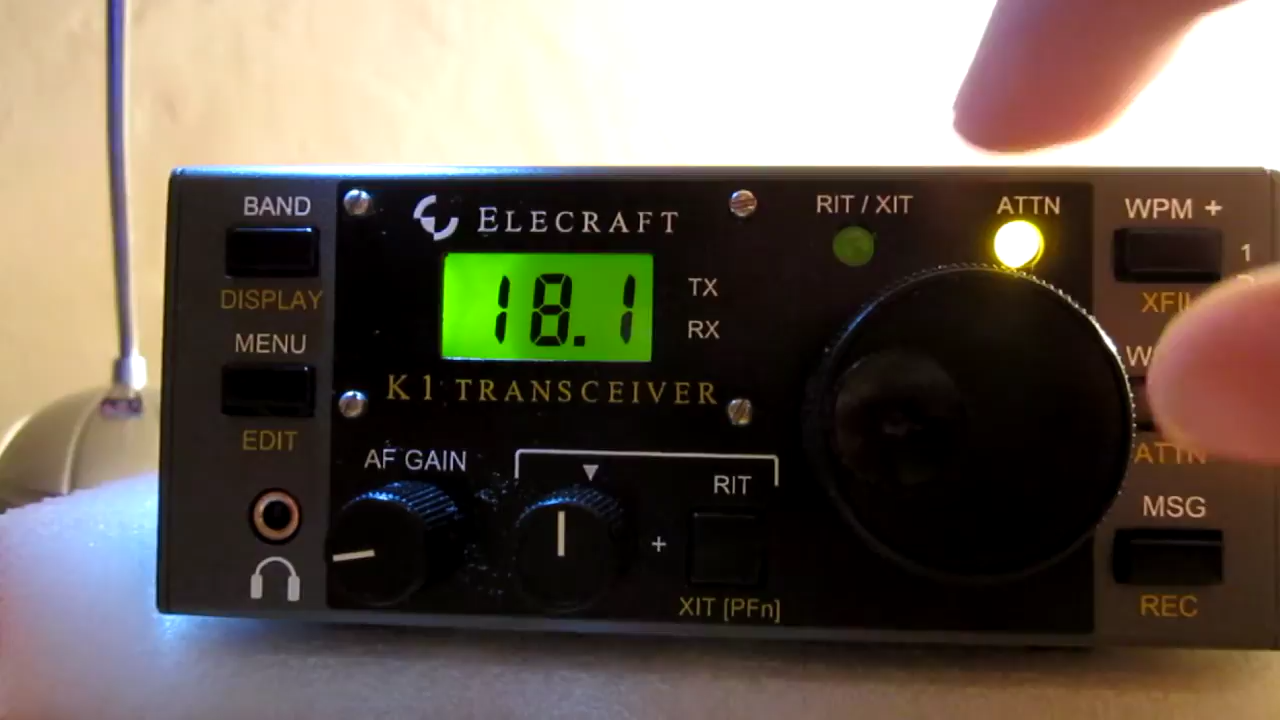 BAND
ELECRAFT
RIT / XIT
ATTN
WPM +
1
18.1
TX
DISPLAY
RX
MENU
K1 TRANSCEIVER
EDIT
ATTN
AF GAIN
RIT
MSG
+
XIT [PFn]
REC